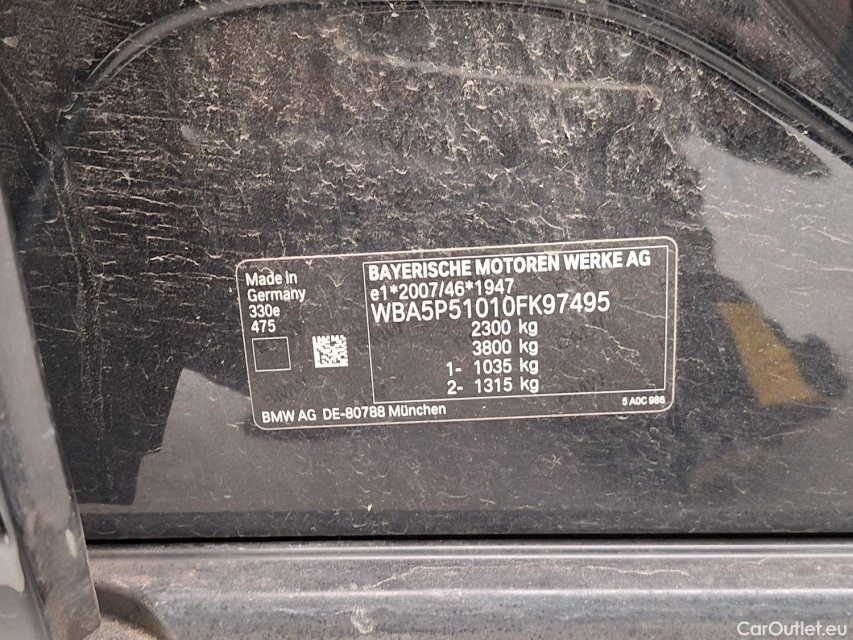 Made in
Germany
330e
475
BAYERISCHE MOTOREN WERKE AG
e1*2007/46*1947
WBA5P51010FK97495
2300 kg
3800 kg
1- 1035 kg
2- 1315 kg
BMW AG DE-80788 München
5 A0C 986
CarOutlet.eu